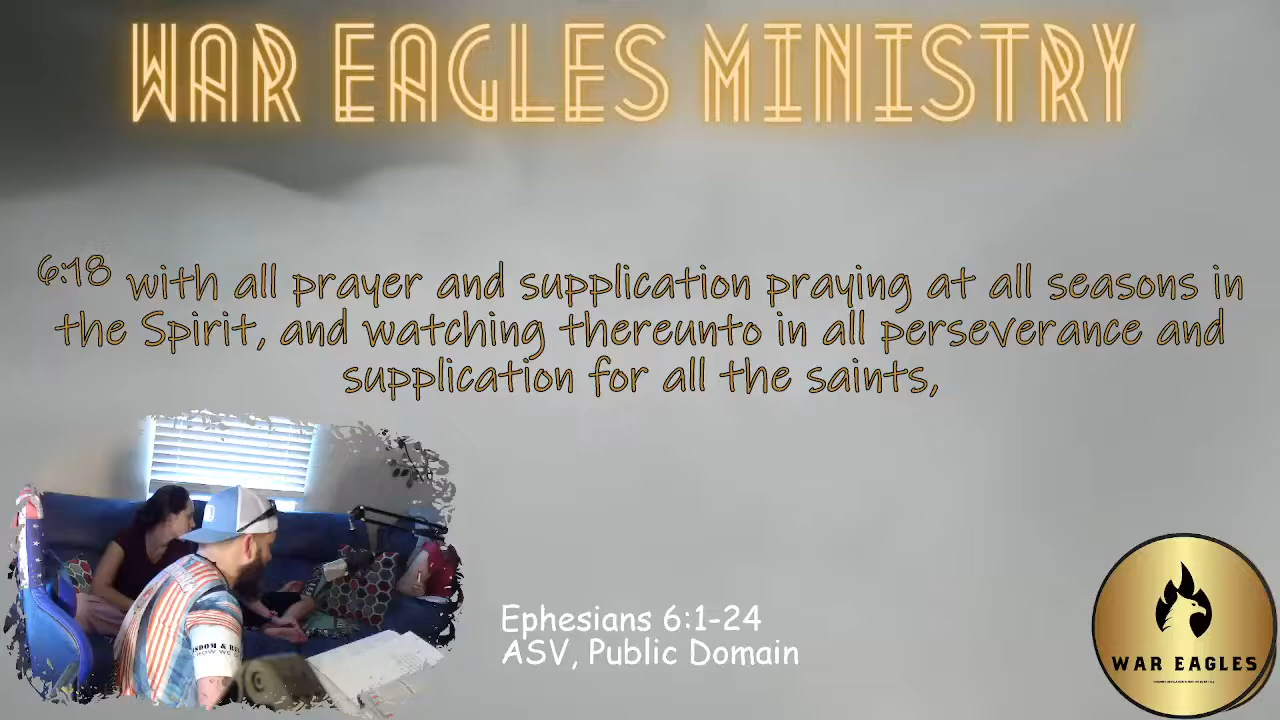 WAR EAGLES MINISTRY
6:18 with all prayer and supplication praying at all seasons in
the Spirit, and watching thereunto in all perseverance and
supplication for all the saints,
Ephesians 6:1-24
ASV, Public Domain
WAR EAGLES